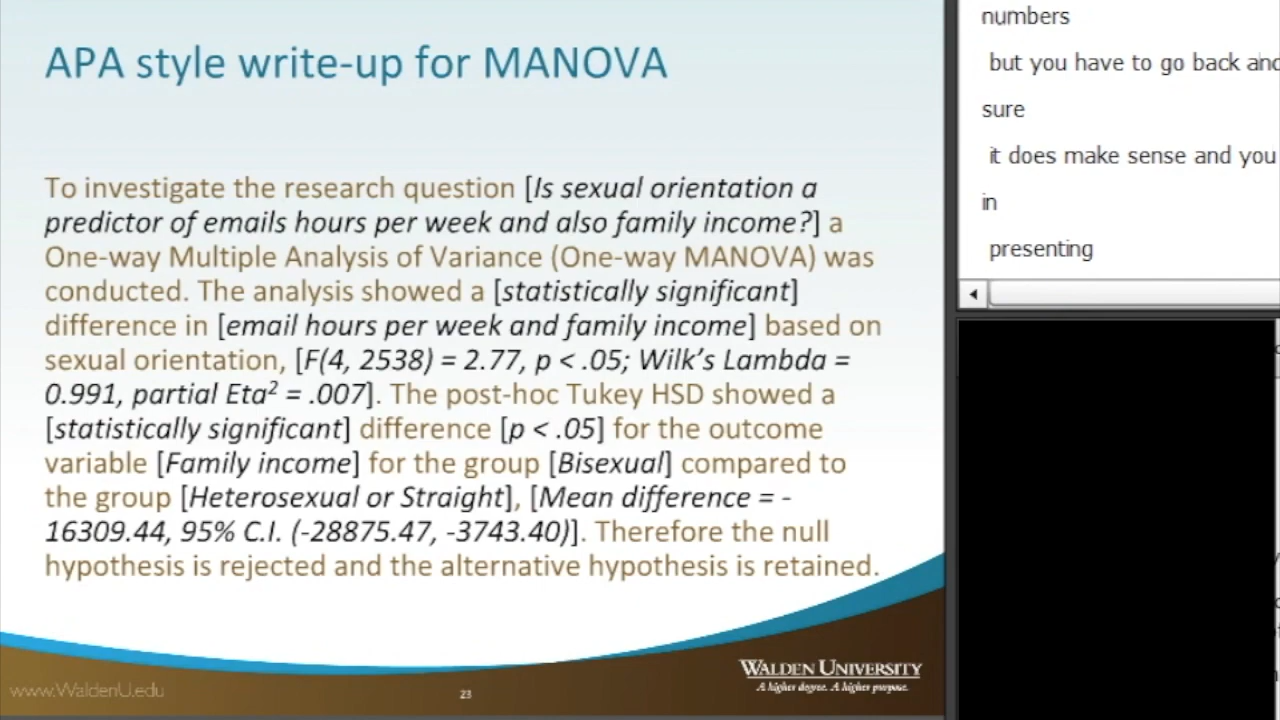 APA style write-up for MANOVA
To investigate the research question [Is sexual orientation a
predictor of emails hours per week and also family income?] a
One-way Multiple Analysis of Variance (One-way MANOVA) was
conducted. The analysis showed a [statistically significant]
difference in [email hours per week and family income] based on
sexual orientation, [F(4, 2538) = 2.77, p < .05; Wilk’s Lambda =
0.991, partial Eta² = .007]. The post-hoc Tukey HSD showed a
[statistically significant] difference [p < .05] for the outcome
variable [Family income] for the group [Bisexual] compared to
the group [Heterosexual or Straight], [Mean difference = -
16309.44, 95% C.I. (-28875.47, -3743.40)]. Therefore the null
hypothesis is rejected and the alternative hypothesis is retained.
www.WaldenU.edu
23
WALDEN UNIVERSITY
A higher degree. A higher purpose.
numbers
but you have to go back and
sure
it does make sense and you
in
presenting